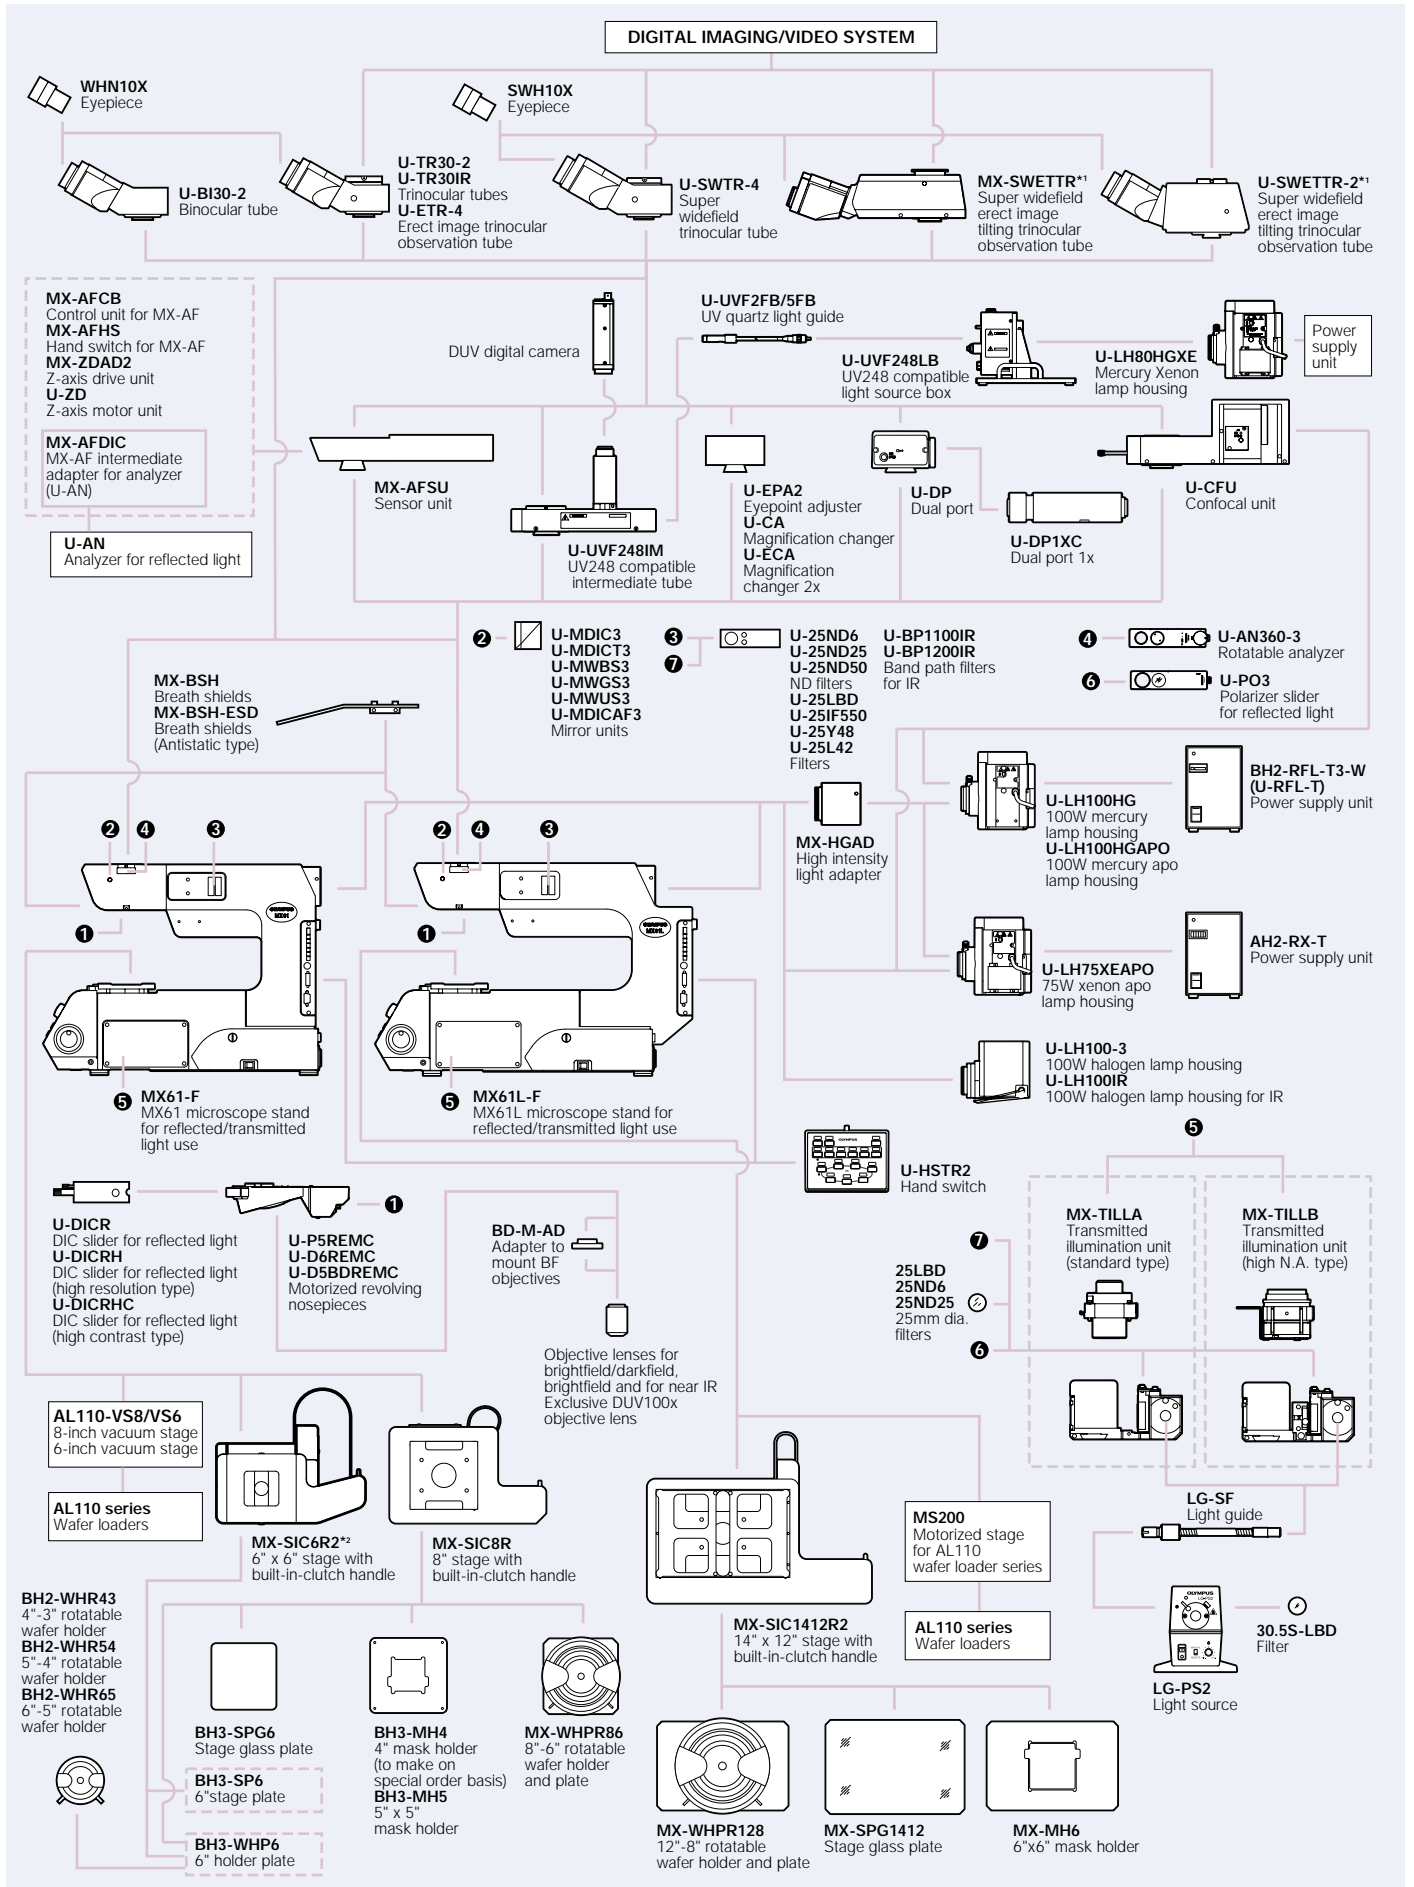 DIGITAL IMAGING/VIDEO SYSTEM
WHN10X
Eyepiece
SWH10X
Eyepiece
U-BI30-2
Binocular tube
U-TR30-2
U-TR30IR
Trinocular tubes
U-ETR-4
Erect image trinocular
observation tube
U-SWTR-4
Super
widefield
trinocular tube
MX-SWETTR*1
Super widefield
erect image
tilting trinocular
observation tube
U-SWETTR-2*1
Super widefield
erect image
tilting trinocular
observation tube
MX-AFCB
Control unit for MX-AF
MX-AFHS
Hand switch for MX-AF
MX-ZDAD2
Z-axis drive unit
U-ZD
Z-axis motor unit
MX-AFDIC
MX-AF intermediate
adapter for analyzer
(U-AN)
U-AN
Analyzer for reflected light
DUV digital camera
U-UVF2FB/5FB
UV quartz light guide
U-UVF248LB
UV248 compatible
light source box
U-LH80HGXE
Mercury Xenon
lamp housing
Power
supply
unit
MX-AFSU
Sensor unit
U-UVF248IM
UV248 compatible
intermediate tube
U-EPA2
Eyepoint adjuster
U-CA
Magnification changer
U-ECA
Magnification
changer 2x
U-DP
Dual port
U-DP1XC
Dual port 1x
U-CFU
Confocal unit
2
U-MDIC3
U-MDICT3
U-MWBS3
U-MWGS3
U-MWUS3
U-MDICAF3
Mirror units
3
7
U-25ND6
U-25ND25
U-25ND50
ND filters
U-25LBD
U-25IF550
U-25Y48
U-25L42
Filters
U-BP1100IR
U-BP1200IR
Band path filters
for IR
4
U-AN360-3
Rotatable analyzer
6
U-PO3
Polarizer slider
for reflected light
MX-BSH
Breath shields
MX-BSH-ESD
Breath shields
(Antistatic type)
MX-HGAD
High intensity
light adapter
U-LH100HG
100W mercury
lamp housing
U-LH100HGAPO
100W mercury apo
lamp housing
BH2-RFL-T3-W
(U-RFL-T)
Power supply unit
2 4 3
OLYMPUS
MX61
1
5
MX61-F
MX61 microscope stand
for reflected/transmitted
light use
2 4 3
OLYMPUS
MX61L
1
5
MX61L-F
MX61L microscope stand for
reflected/transmitted light use
U-LH75XEAPO
75W xenon apo
lamp housing
AH2-RX-T
Power supply unit
U-LH100-3
100W halogen lamp housing
U-LH100IR
100W halogen lamp housing for IR
OLYMPUS
U-HSTR2
Hand switch
5
MX-TILLA
Transmitted
illumination unit
(standard type)
MX-TILLB
Transmitted
illumination unit
(high N.A. type)
U-DICR
DIC slider for reflected light
U-DICRH
DIC slider for reflected light
(high resolution type)
U-DICRHC
DIC slider for reflected light
(high contrast type)
1
U-P5REMC
U-D6REMC
U-D5BDREMC
Motorized revolving
nosepieces
BD-M-AD
Adapter to
mount BF
objectives
Objective lenses for
brightfield/darkfield,
brightfield and for near IR
Exclusive DUV100x
objective lens
7
25LBD
25ND6
25ND25
25mm dia.
filters
6
AL110-VS8/VS6
8-inch vacuum stage
6-inch vacuum stage
AL110 series
Wafer loaders
MX-SIC6R2*2
6" x 6" stage with
built-in-clutch handle
MX-SIC8R
8" stage with
built-in-clutch handle
MX-SIC1412R2
14" x 12" stage with
built-in-clutch handle
MS200
Motorized stage
for AL110
wafer loader series
AL110 series
Wafer loaders
LG-SF
Light guide
OLYMPUS
LG-PS2
LG-PS2
Light source
30.5S-LBD
Filter
BH2-WHR43
4"-3" rotatable
wafer holder
BH2-WHR54
5"-4" rotatable
wafer holder
BH2-WHR65
6"-5" rotatable
wafer holder
BH3-SPG6
Stage glass plate
BH3-SP6
6"stage plate
BH3-WHP6
6" holder plate
BH3-MH4
4" mask holder
(to make on
special order basis)
BH3-MH5
5" x 5"
mask holder
MX-WHPR86
8"-6" rotatable
wafer holder
and plate
MX-WHPR128
12"-8" rotatable
wafer holder and plate
MX-SPG1412
Stage glass plate
MX-MH6
6"x6" mask holder